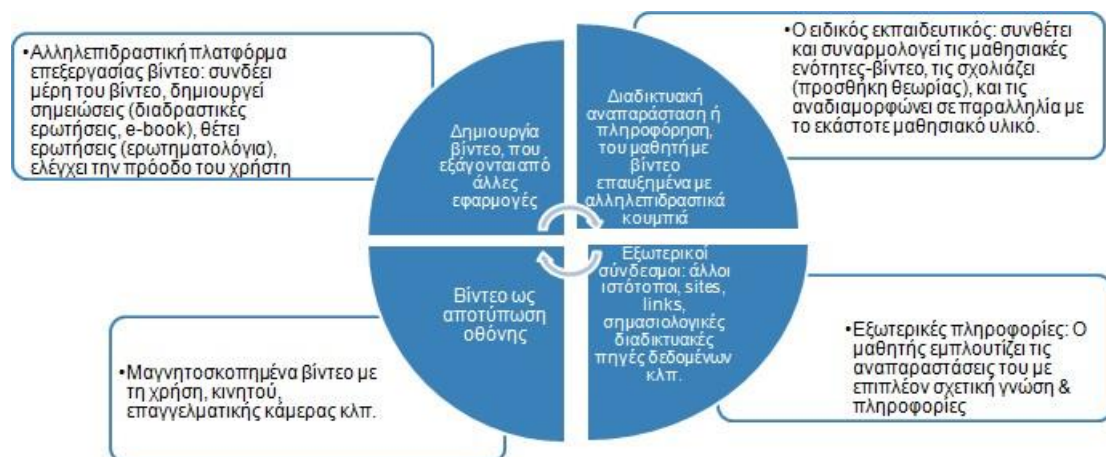 •Αλληλεπιδραστική πλατφόρμα
επεξεργασίας βίντεο: συνδέει
μέρη του βίντεο, δημιουργεί
σημειώσεις (διαδραστικές
ερωτήσεις, e-book), θέτει
ερωτήσεις (ερωτηματολόγια),
ελέγχει την πρόοδο του χρήστη
Δημιουργία
βίντεο, που
εξάγονται από
άλλες
εφαρμογές
Διαδικτυακή
αναπαράσταση ή
πληροφόρηση,
του μαθητή με
βίντεο
επαυξημένα με
αλληλεπιδραστικά
κουμπιά
•Ο ειδικός εκπαιδευτικός: συνθέτει
και συναρμολογεί τις μαθησιακές
ενότητες-βίντεο, τις σχολιάζει
(προσθήκη θεωρίας), και τις
αναδιαμορφώνει σε παραλληλία με
το εκάστοτε μαθησιακό υλικό.
•Μαγνητοσκοπημένα βίντεο με
τη χρήση, κινητού,
επαγγελματικής κάμερας κλπ.
Βίντεο ως
αποτύπωση
οθόνης
Εξωτερικοί
σύνδεσμοι: άλλοι
ιστότοποι, sites,
links,
σημασιολογικές
διαδικτυακές
πηγές δεδομένων
κλπ.
•Εξωτερικές πληροφορίες: Ο
μαθητής εμπλουτίζει τις
αναπαραστάσεις του με
επιπλέον σχετική γνώση &
πληροφορίες